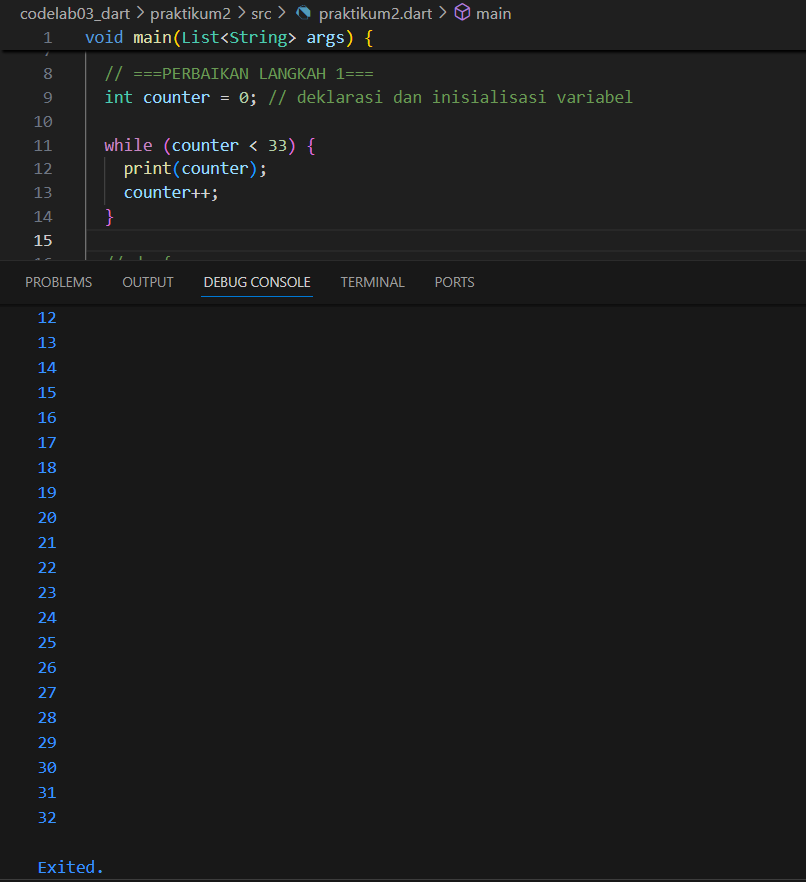 codelab03_dart > praktikum2 > src > praktikum2.dart > main
1 void main(List<String> args) {
8 // ===PERBAIKAN LANGKAH 1===
9 int counter = 0; // deklarasi dan inisialisasi variabel
10
11 while (counter < 33) {
12 print(counter);
13 counter++;
14 }
15
PROBLEMS OUTPUT DEBUG CONSOLE TERMINAL PORTS
12
13
14
15
16
17
18
19
20
21
22
23
24
25
26
27
28
29
30
31
32
Exited.